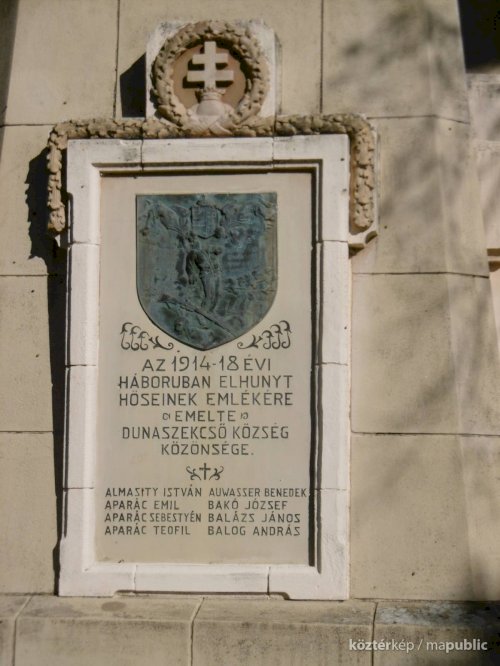 AZ 1914-18 ÉVI
HÁBORUBAN ELHUNYT
HŐSEINEK EMLÉKÉRE
EMELTE
DUNASZEKCSŐ KÖZSÉG
KÖZÖNSÉGE.
ALMASITY ISTVÁN AUWASSER BENEDEK
APARÁC EMIL BAKÓ JÓZSEF
APARÁC SEBESTYÉN BALÁZS JÁNOS
APARÁC TEOFIL BALOG ANDRÁS
köztérkép / mapublic